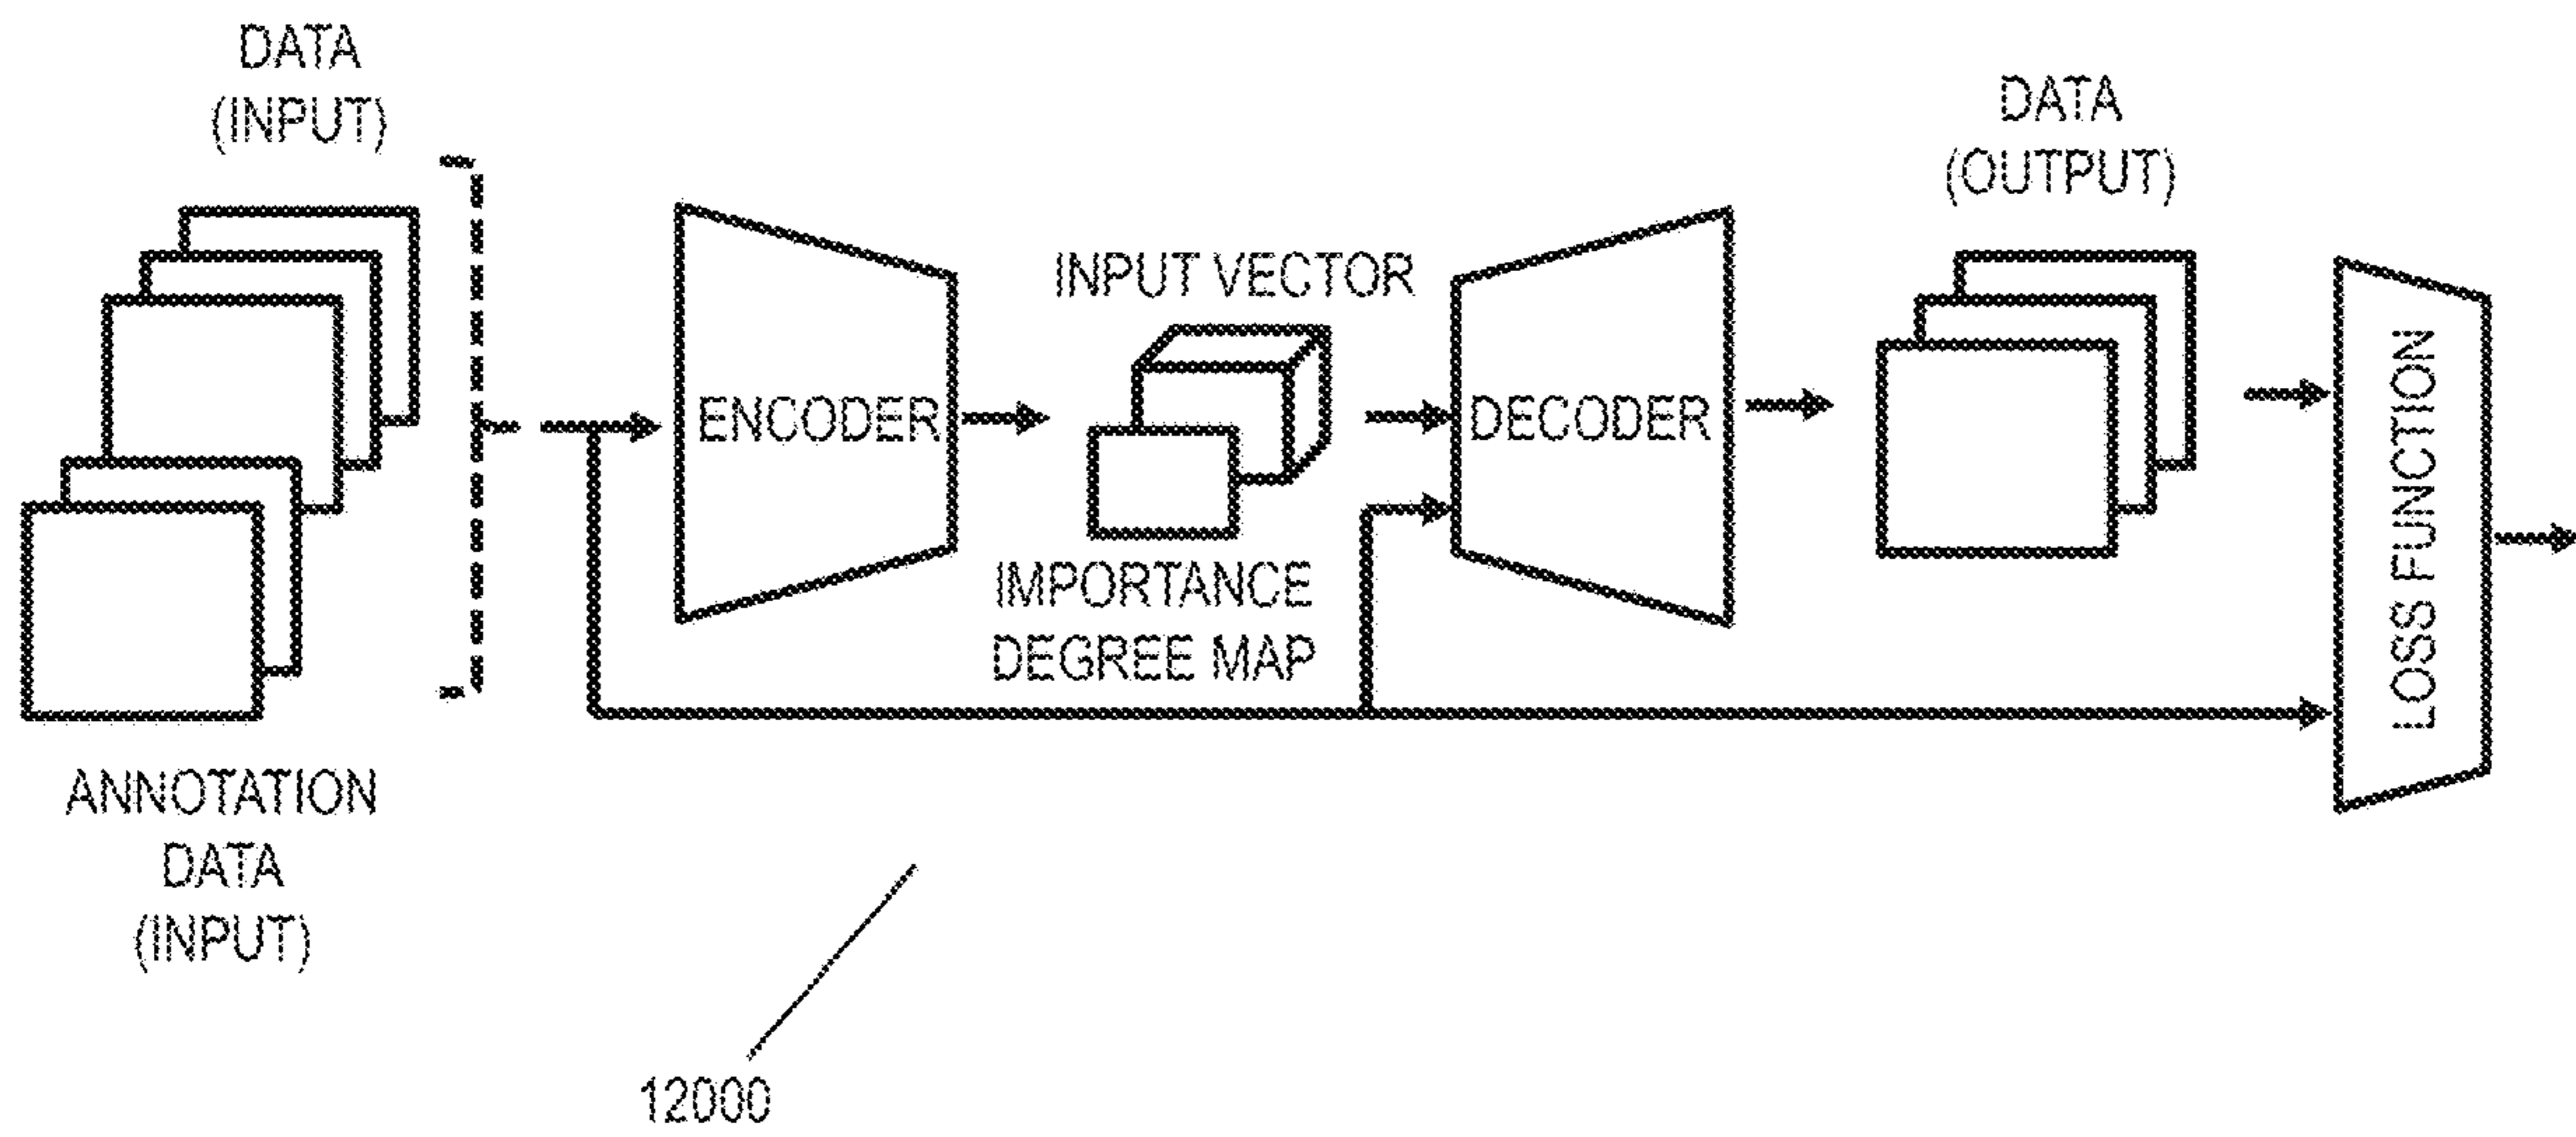 DATA
(INPUT)
ANNOTATION
DATA
(INPUT)
ENCODER
INPUT VECTOR
IMPORTANCE
DEGREE MAP
DECODER
DATA
(OUTPUT)
LOSS FUNCTION
12000